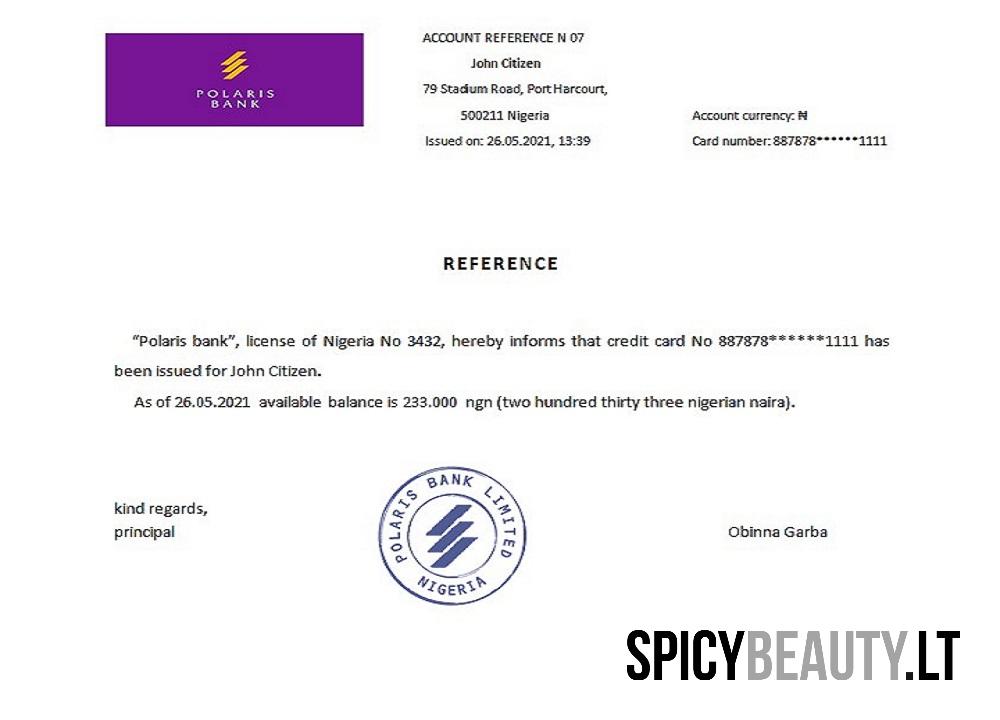 POLARIS
BANK
ACCOUNT REFERENCE N 07
John Citizen
79 Stadium Road, Port Harcourt,
500211 Nigeria
Issued on: 26.05.2021, 13:39
Account currency: ₦
Card number: 887878******1111
REFERENCE
“Polaris bank”, license of Nigeria No 3432, hereby informs that credit card No 887878******1111 has
been issued for John Citizen.
As of 26.05.2021 available balance is 233.000 ngn (two hundred thirty three nigerian naira).
kind regards,
principal
POLARIS BANK LIMITED
NIGERIA
Obinna Garba
SPICYBEAUTY.LT